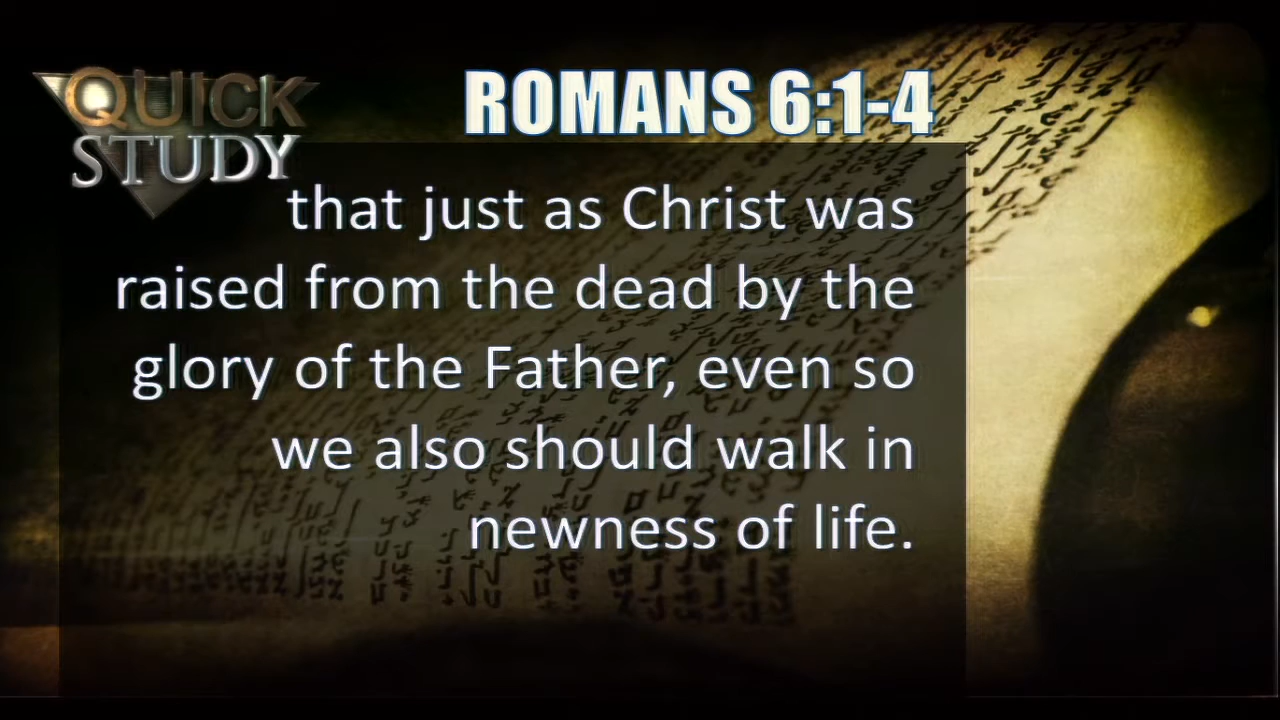 QUICK
STUDY
ROMANS 6:1-4
that just as Christ was
raised from the dead by the
glory of the Father, even so
we also should walk in
newness of life.